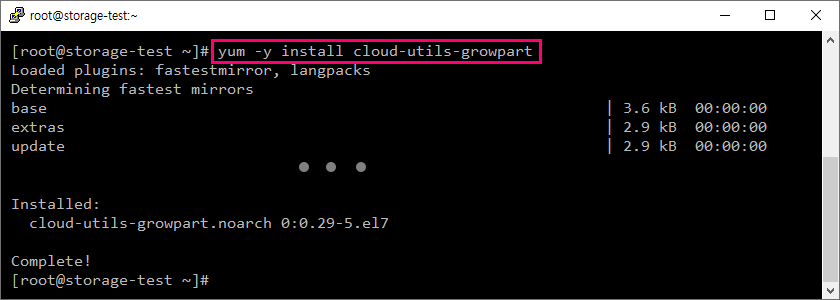 root@storage-test:~
[root@storage-test ~]# yum -y install cloud-utils-growpart
Loaded plugins: fastestmirror, langpacks
Determining fastest mirrors
base | 3.6 kB 00:00:00
extras | 2.9 kB 00:00:00
update | 2.9 kB 00:00:00
Installed:
cloud-utils-growpart.noarch 0:0.29-5.el7
Complete!
[root@storage-test ~]#